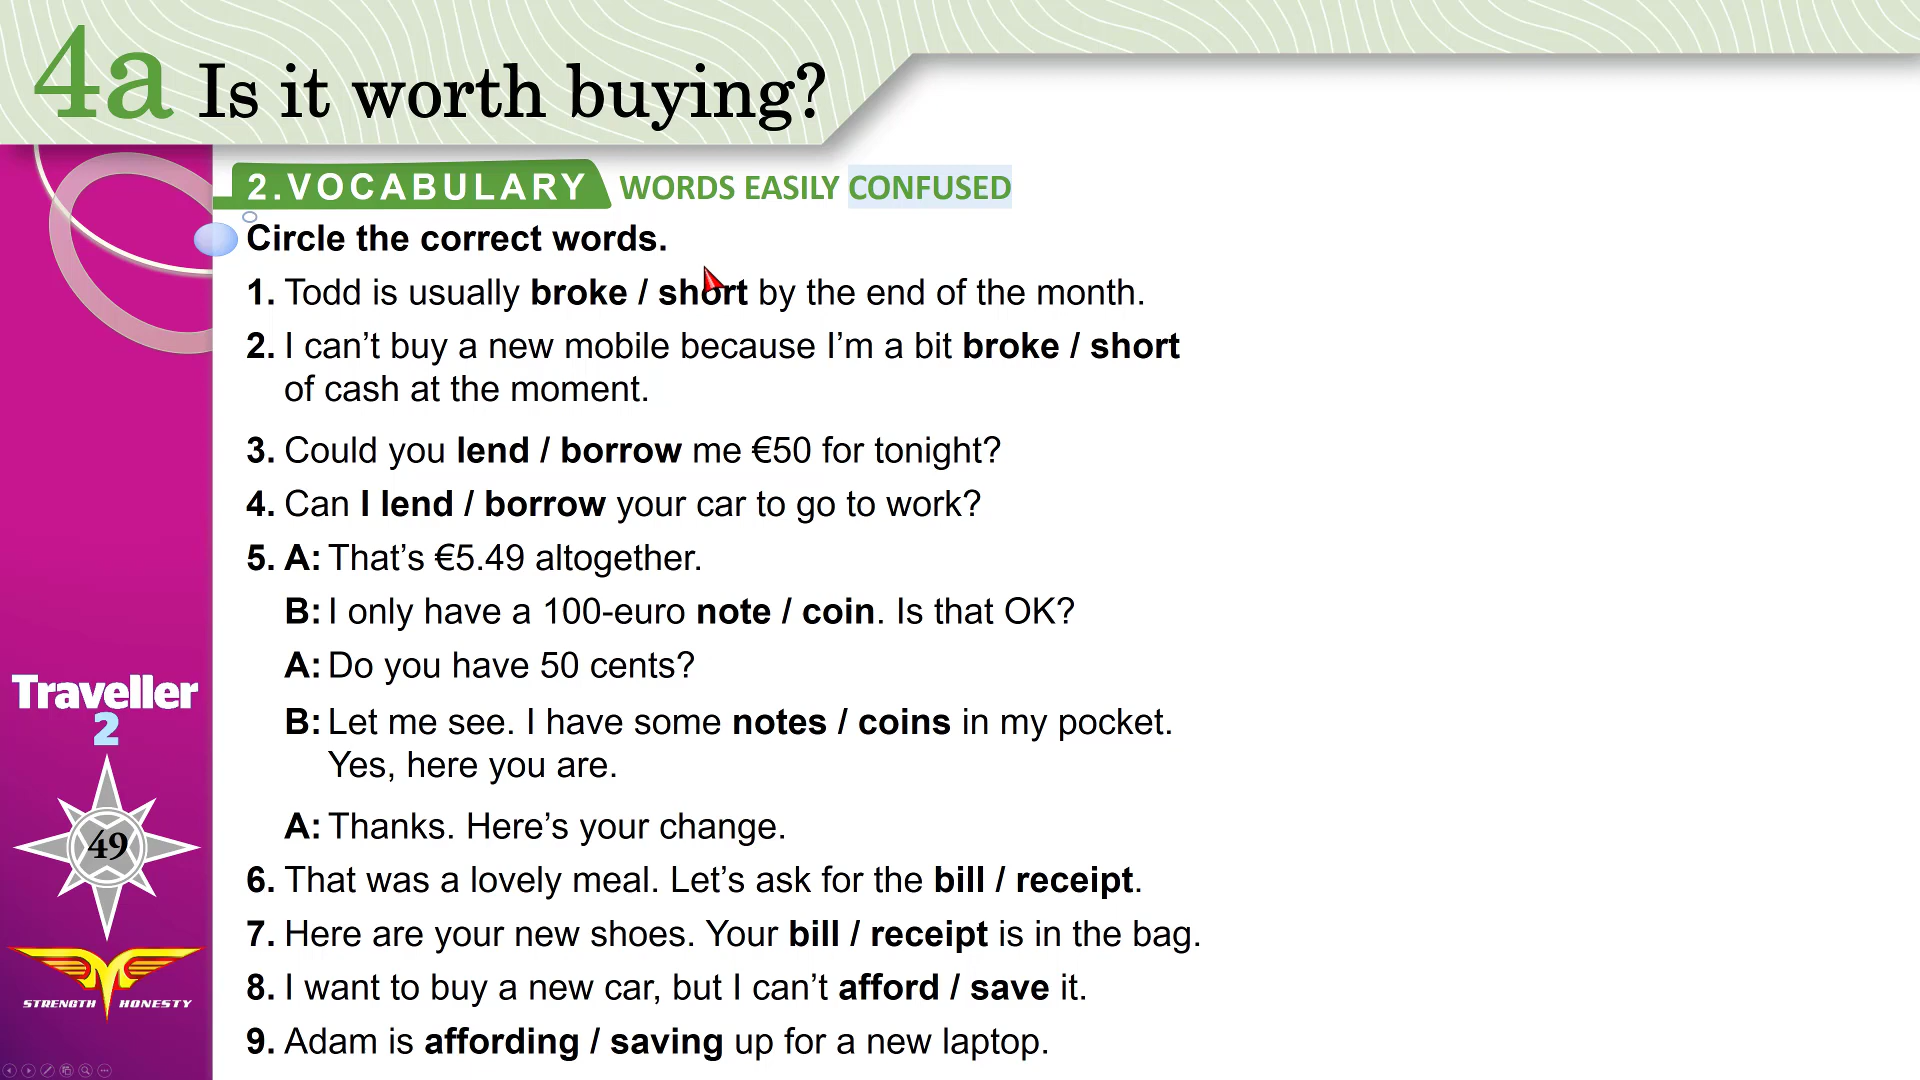 4a Is it worth buying?
2.VOCABULARY WORDS EASILY CONFUSED
Circle the correct words.
1. Todd is usually broke / short by the end of the month.
2. I can’t buy a new mobile because I’m a bit broke / short
of cash at the moment.
3. Could you lend / borrow me €50 for tonight?
4. Can I lend / borrow your car to go to work?
5. A: That’s €5.49 altogether.
B: I only have a 100-euro note / coin. Is that OK?
A: Do you have 50 cents?
B: Let me see. I have some notes / coins in my pocket.
Yes, here you are.
A: Thanks. Here’s your change.
6. That was a lovely meal. Let’s ask for the bill / receipt.
7. Here are your new shoes. Your bill / receipt is in the bag.
8. I want to buy a new car, but I can’t afford / save it.
9. Adam is affording / saving up for a new laptop.
Traveller
2
49
STRENGTH HONESTY